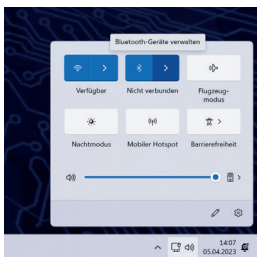 Bluetooth-Geräte verwalten
Verfügbar
Nicht verbunden
Flugzeug-
modus
Nachtmodus
Mobiler Hotspot
Barrierefreiheit
14:07
05.04.2023